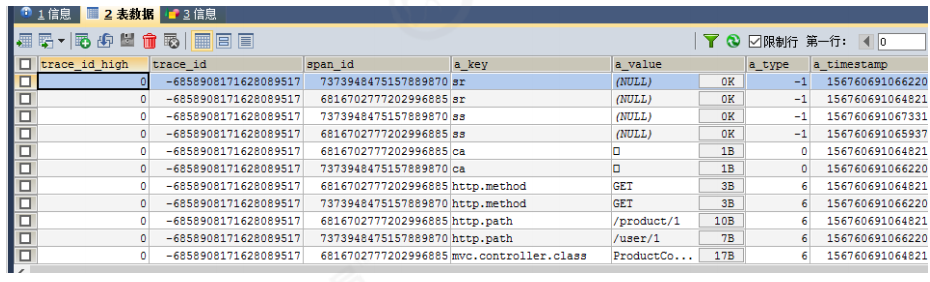 1 信息 2 表数据 3 信息
限制行 第一行: 0
trace_id_high trace_id span_id a_key a_value a_type a_timestamp
0 -6858908171628089517 7373948475157889870 sr (NULL) 0K -1 156760691066220
0 -6858908171628089517 6816702777202996885 sr (NULL) 0K -1 156760691064821
0 -6858908171628089517 7373948475157889870 ss (NULL) 0K -1 156760691067331
0 -6858908171628089517 6816702777202996885 ss (NULL) 0K -1 156760691065937
0 -6858908171628089517 6816702777202996885 ca □ 1B 0 156760691064821
0 -6858908171628089517 7373948475157889870 ca □ 1B 0 156760691066220
0 -6858908171628089517 6816702777202996885 http.method GET 3B 6 156760691064821
0 -6858908171628089517 7373948475157889870 http.method GET 3B 6 156760691066220
0 -6858908171628089517 6816702777202996885 http.path /product/1 10B 6 156760691064821
0 -6858908171628089517 7373948475157889870 http.path /user/1 7B 6 156760691066220
0 -6858908171628089517 6816702777202996885 mvc.controller.class ProductCo... 17B 6 156760691064821